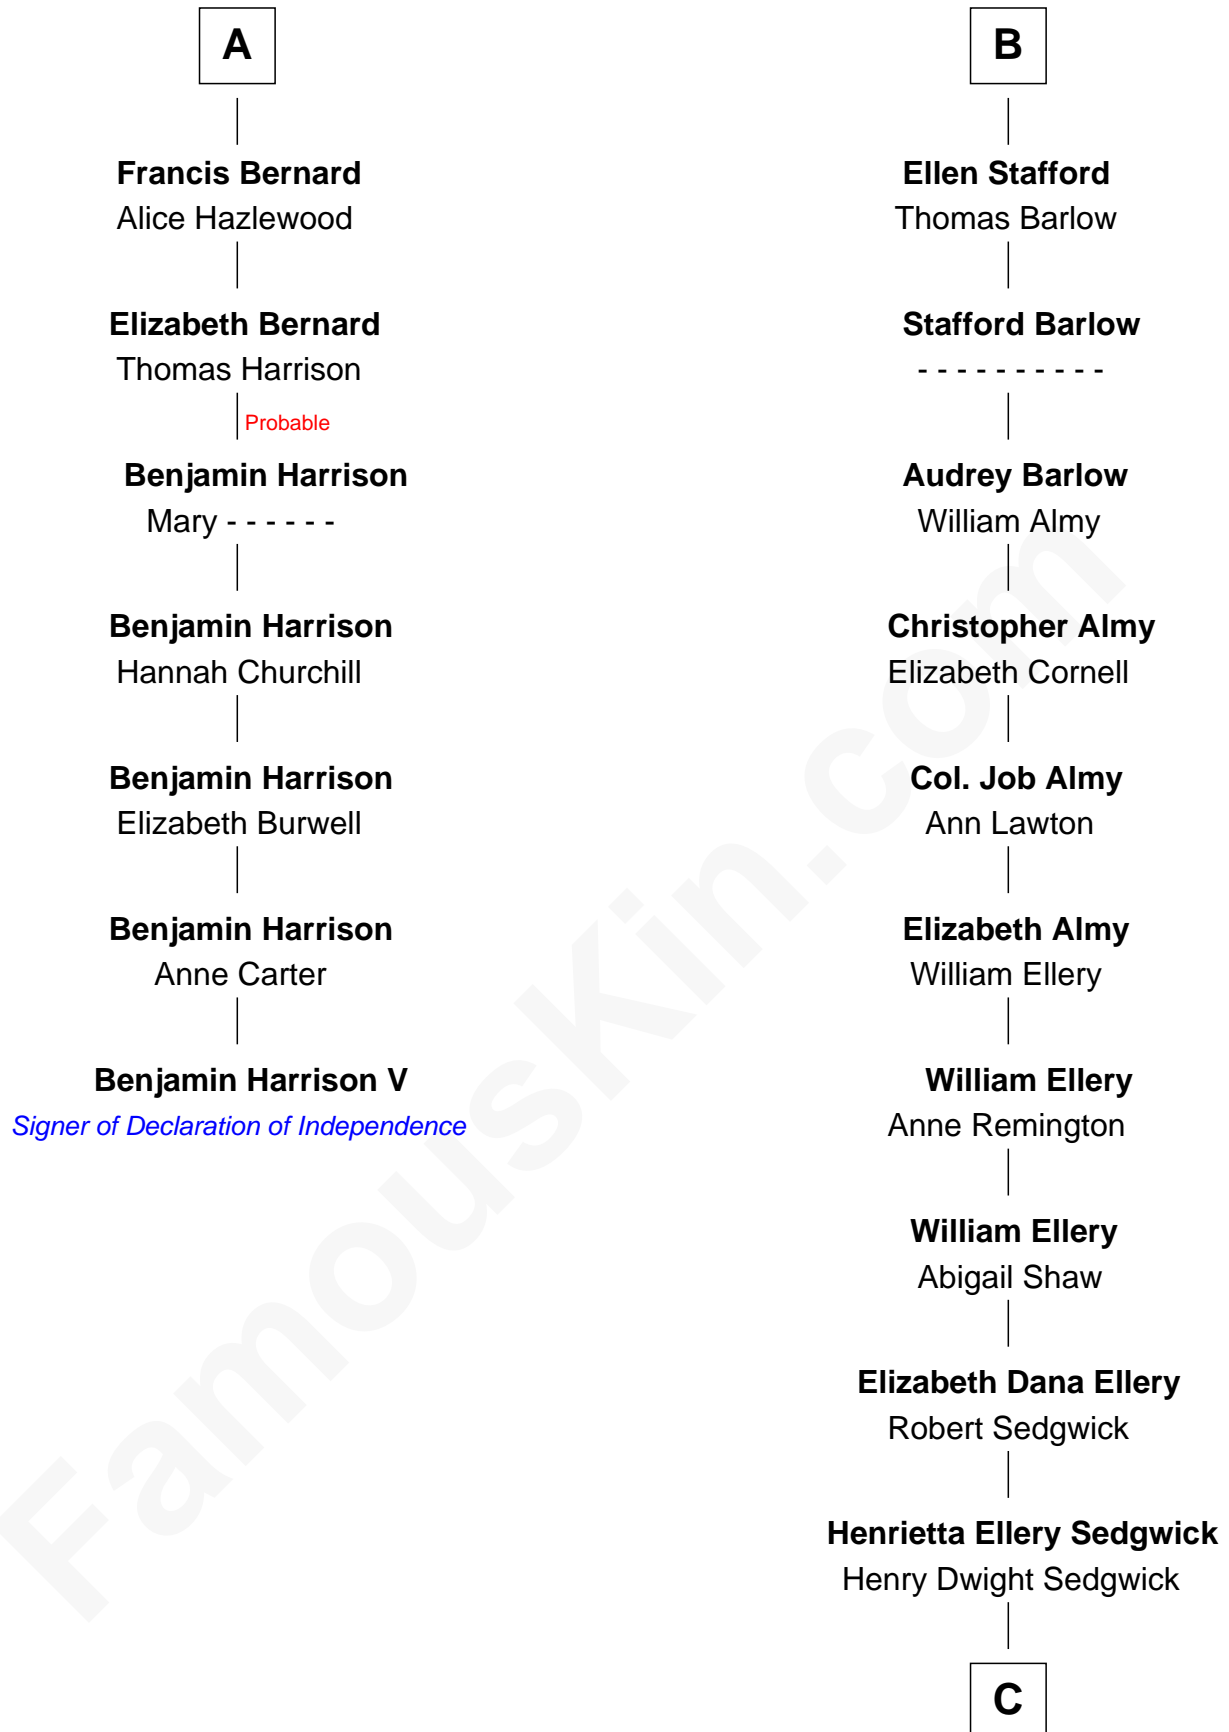 A
Francis Bernard
Alice Hazlewood
Elizabeth Bernard
Thomas Harrison
Probable
Benjamin Harrison
Mary - - - - - -
Benjamin Harrison
Hannah Churchill
Benjamin Harrison
Elizabeth Burwell
Benjamin Harrison
Anne Carter
Benjamin Harrison V
Signer of Declaration of Independence
B
Ellen Stafford
Thomas Barlow
Stafford Barlow
- - - - - - - - - -
Audrey Barlow
William Almy
Christopher Almy
Elizabeth Cornell
Col. Job Almy
Ann Lawton
Elizabeth Almy
William Ellery
William Ellery
Anne Remington
William Ellery
Abigail Shaw
Elizabeth Dana Ellery
Robert Sedgwick
Henrietta Ellery Sedgwick
Henry Dwight Sedgwick
C
FamousKin.com